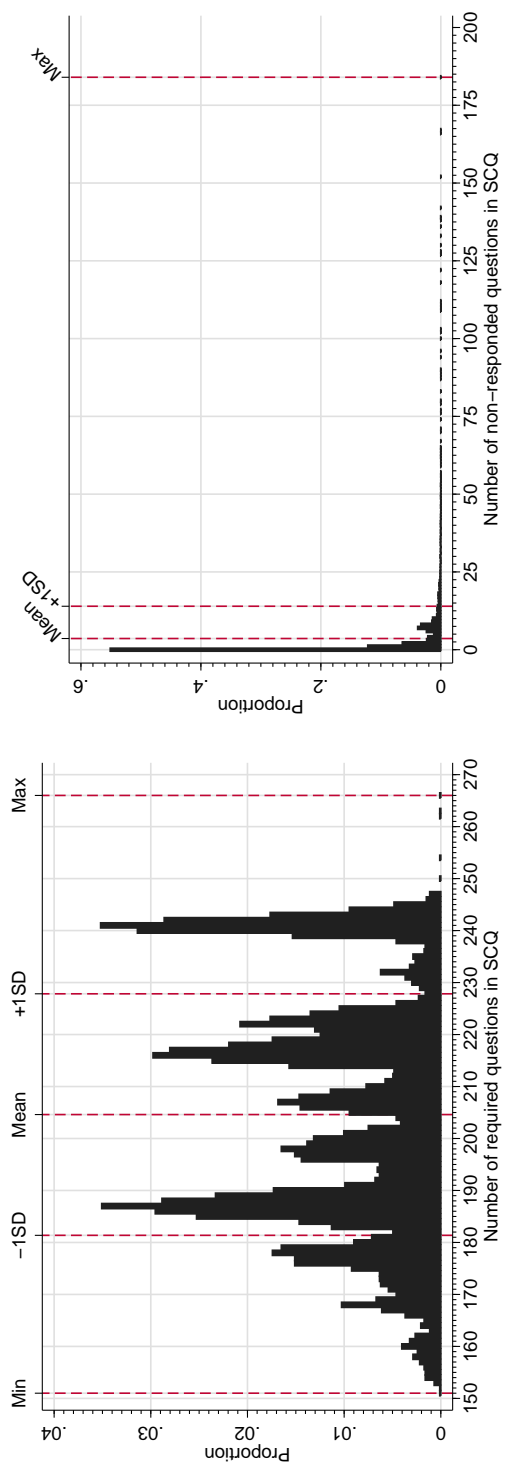 Min
−1SD
Mean
+1SD
Max
Proportion
.04
.03
.02
.01
0
150
160
170
180
190
200
210
220
230
240
250
260
270
Number of required questions in SCQ
Mean
+1SD
Max
Proportion
.6
.4
.2
0
0
25
50
75
100
125
150
175
200
Number of non−responded questions in SCQ